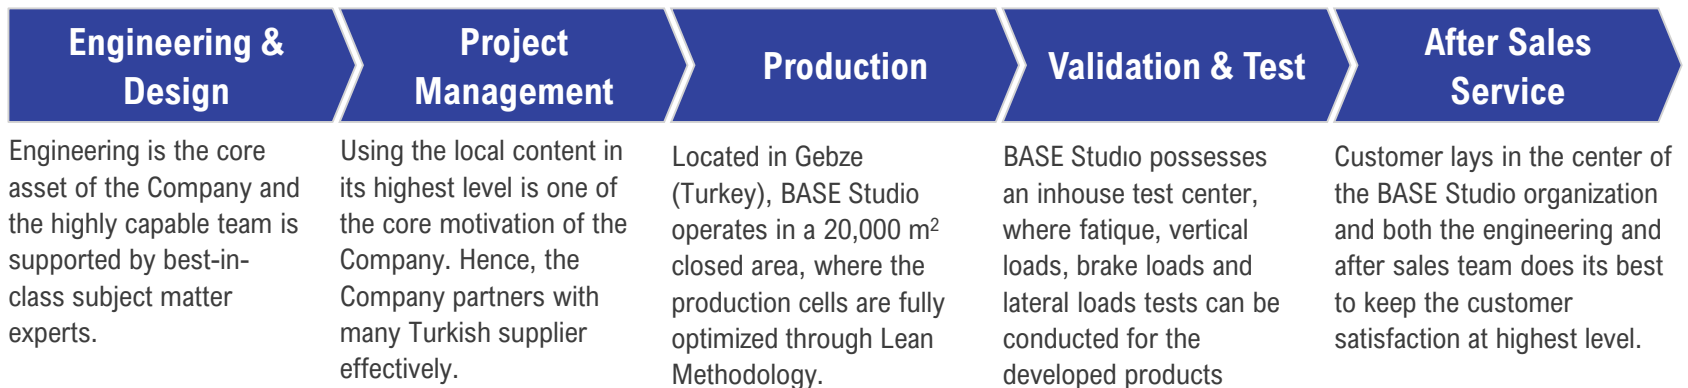 Engineering &
Design
Project
Management
Production
Validation & Test
After Sales
Service
Engineering is the core
asset of the Company and
the highly capable team is
supported by best-in-
class subject matter
experts.
Using the local content in
its highest level is one of
the core motivation of the
Company. Hence, the
Company partners with
many Turkish supplier
effectively.
Located in Gebze
(Turkey), BASE Studio
operates in a 20,000 m²
closed area, where the
production cells are fully
optimized through Lean
Methodology.
BASE Studıo possesses
an inhouse test center,
where fatique, vertical
loads, brake loads and
lateral loads tests can be
conducted for the
developed products
Customer lays in the center of
the BASE Studio organization
and both the engineering and
after sales team does its best
to keep the customer
satisfaction at highest level.